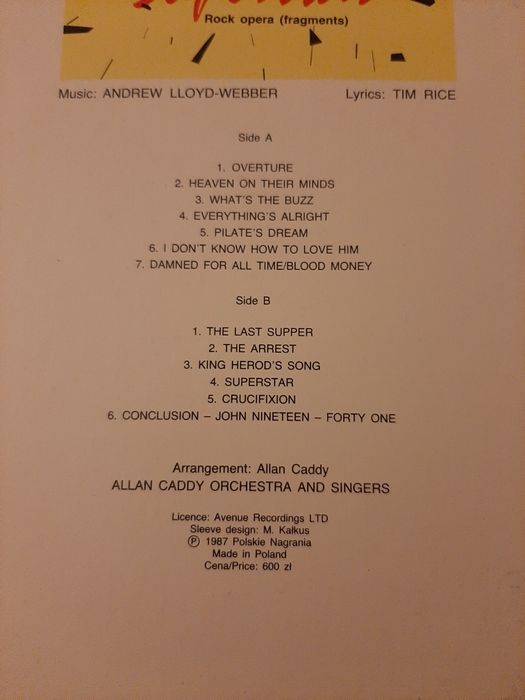 Rock opera (fragments)
Music: ANDREW LLOYD-WEBBER Lyrics: TIM RICE
Side A
1. OVERTURE
2. HEAVEN ON THEIR MINDS
3. WHAT'S THE BUZZ
4. EVERYTHING'S ALRIGHT
5. PILATE'S DREAM
6. I DON'T KNOW HOW TO LOVE HIM
7. DAMNED FOR ALL TIME/BLOOD MONEY
Side B
1. THE LAST SUPPER
2. THE ARREST
3. KING HEROD'S SONG
4. SUPERSTAR
5. CRUCIFIXION
6. CONCLUSION – JOHN NINETEEN – FORTY ONE
Arrangement: Allan Caddy
ALLAN CADDY ORCHESTRA AND SINGERS
Licence: Avenue Recordings LTD
Sleeve design: M. Kałkus
Ⓟ 1987 Polskie Nagrania
Made in Poland
Cena/Price: 600 zł